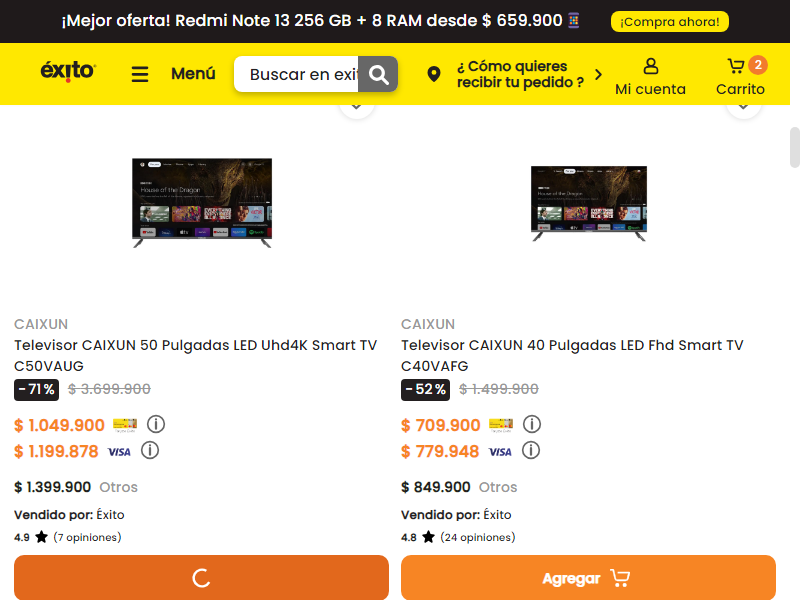 ¡Mejor oferta! Redmi Note 13 256 GB + 8 RAM desde $ 659.900
¡Compra ahora!
éxito
Menú
Buscar en exi
¿ Cómo quieres
recibir tu pedido ?
Mi cuenta
2
Carrito
House of the Dragon
House of the Dragon
CAIXUN
Televisor CAIXUN 50 Pulgadas LED Uhd4K Smart TV
C50VAUG
-71% $ 3.699.900
$ 1.049.900
$ 1.199.878 VISA
$ 1.399.900 Otros
Vendido por: Éxito
4.9 (7 opiniones)
CAIXUN
Televisor CAIXUN 40 Pulgadas LED Fhd Smart TV
C40VAFG
-52% $ 1.499.900
$ 709.900
$ 779.948 VISA
$ 849.900 Otros
Vendido por: Éxito
4.8 (24 opiniones)
Agregar